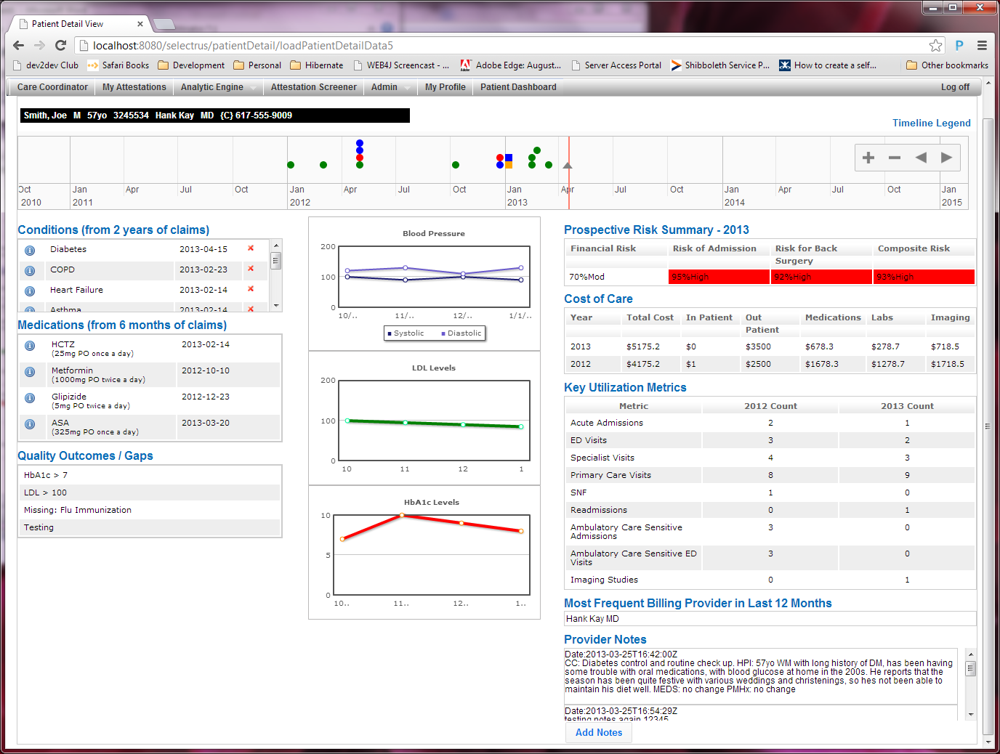 Patient Detail View
localhost:8080/selectrus/patientDetail/loadPatientDetailData5
P
dev2dev Club Safari Books Development Personal Hibernate WEB4J Screencast - ... Adobe Edge: August... Server Access Portal Shibboleth Service P... How to create a self... Other bookmarks
Care Coordinator My Attestations Analytic Engine Attestation Screener Admin My Profile Patient Dashboard Log off
Smith, Joe M 57yo 3245534 Hank Kay MD {C} 617-555-9009
Timeline Legend
Oct Jan Apr Jul Oct Jan Apr Jul Oct Jan Apr Jul Oct Jan Apr Jul Oct Jan
2010 2011 2012 2013 2014 2015
Conditions (from 2 years of claims)
Diabetes 2013-04-15
COPD 2013-02-23
Heart Failure 2013-02-14
Asthma 2013-02-14
Medications (from 6 months of claims)
HCTZ 2013-02-14
(25mg PO once a day)
Metformin 2012-10-10
(1000mg PO twice a day)
Glipizide 2012-12-23
(5mg PO twice a day)
ASA 2013-03-20
(325mg PO once a day)
Quality Outcomes / Gaps
HbA1c > 7
LDL > 100
Missing: Flu Immunization
Testing
Blood Pressure
200
100
0
10/.. 11/.. 12/.. 1/1/..
Systolic Diastolic
LDL Levels
200
100
0
10 11 12 1
HbA1c Levels
10
5
0
10.. 11.. 12.. 1..
Prospective Risk Summary - 2013
Financial Risk Risk of Admission Risk for Back Composite Risk
Surgery
70%Mod 95%High 92%High 93%High
Cost of Care
Year Total Cost In Patient Out Medications Labs Imaging
Patient
2013 $5175.2 $0 $3500 $678.3 $278.7 $718.5
2012 $4175.2 $1 $2500 $1678.3 $1278.7 $1718.5
Key Utilization Metrics
Metric 2012 Count 2013 Count
Acute Admissions 2 1
ED Visits 3 2
Specialist Visits 4 3
Primary Care Visits 8 9
SNF 1 0
Readmissions 0 1
Ambulatory Care Sensitive 3 0
Admissions
Ambulatory Care Sensitive ED 3 0
Visits
Imaging Studies 0 1
Most Frequent Billing Provider in Last 12 Months
Hank Kay MD
Provider Notes
Date:2013-03-25T16:42:00Z
CC: Diabetes control and routine check up. HPI: 57yo WM with long history of DM, has been having
some trouble with oral medications, with blood glucose at home in the 200s. He reports that the
season has been quite festive with various weddings and christenings, so hes not been able to
maintain his diet well. MEDS: no change PMHx: no change
Date:2013-03-25T16:54:29Z
testing notes again 12345
Add Notes